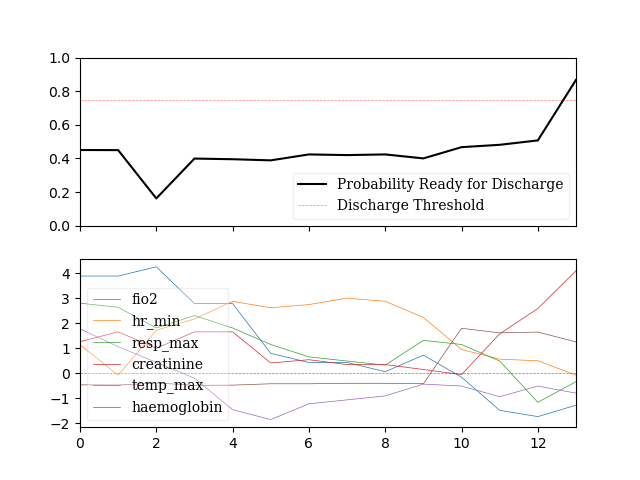 1.0
0.8
0.6
0.4
0.2
0.0
Probability Ready for Discharge
Discharge Threshold
4
3
2
1
0
−1
−2
fio2
hr_min
resp_max
creatinine
temp_max
haemoglobin
0
2
4
6
8
10
12